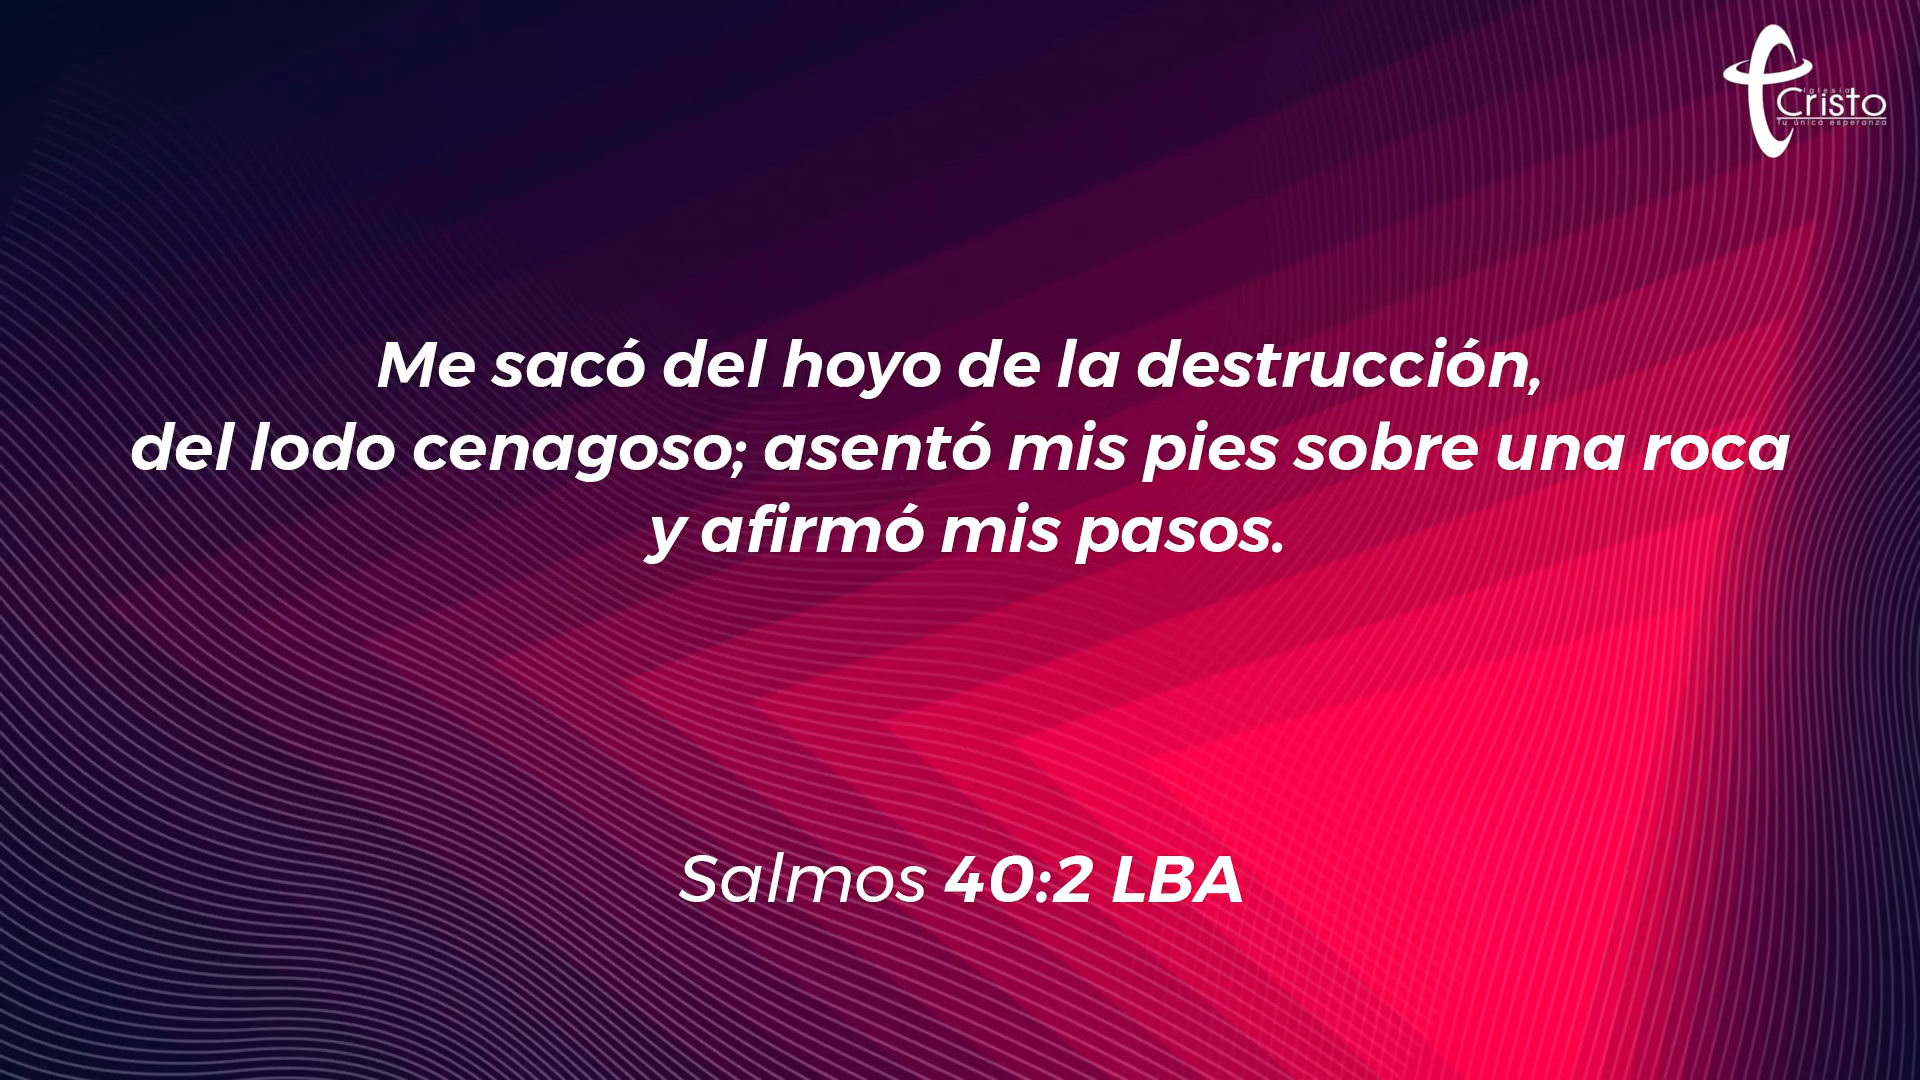 Iglesia
Cristo
Tu única esperanza
Me sacó del hoyo de la destrucción,
del lodo cenagoso; asentó mis pies sobre una roca
y afirmó mis pasos.
Salmos 40:2 LBA